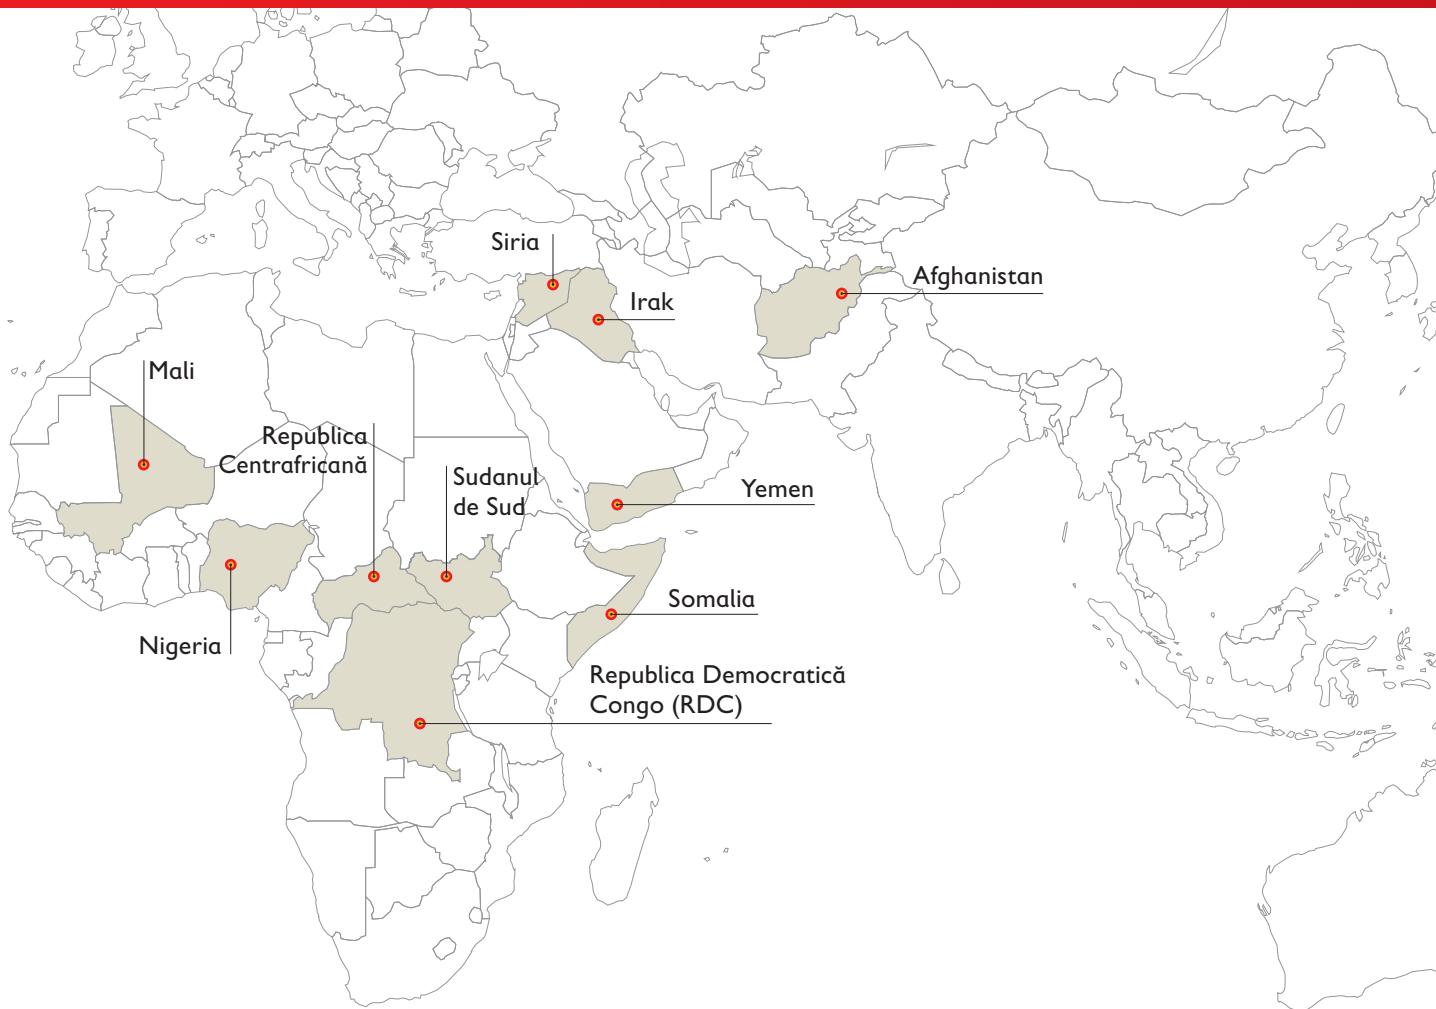 Siria
Afghanistan
Irak
Mali
Republica
Centrafricană
Sudanul
de Sud
Yemen
Somalia
Nigeria
Republica Democratică
Congo (RDC)